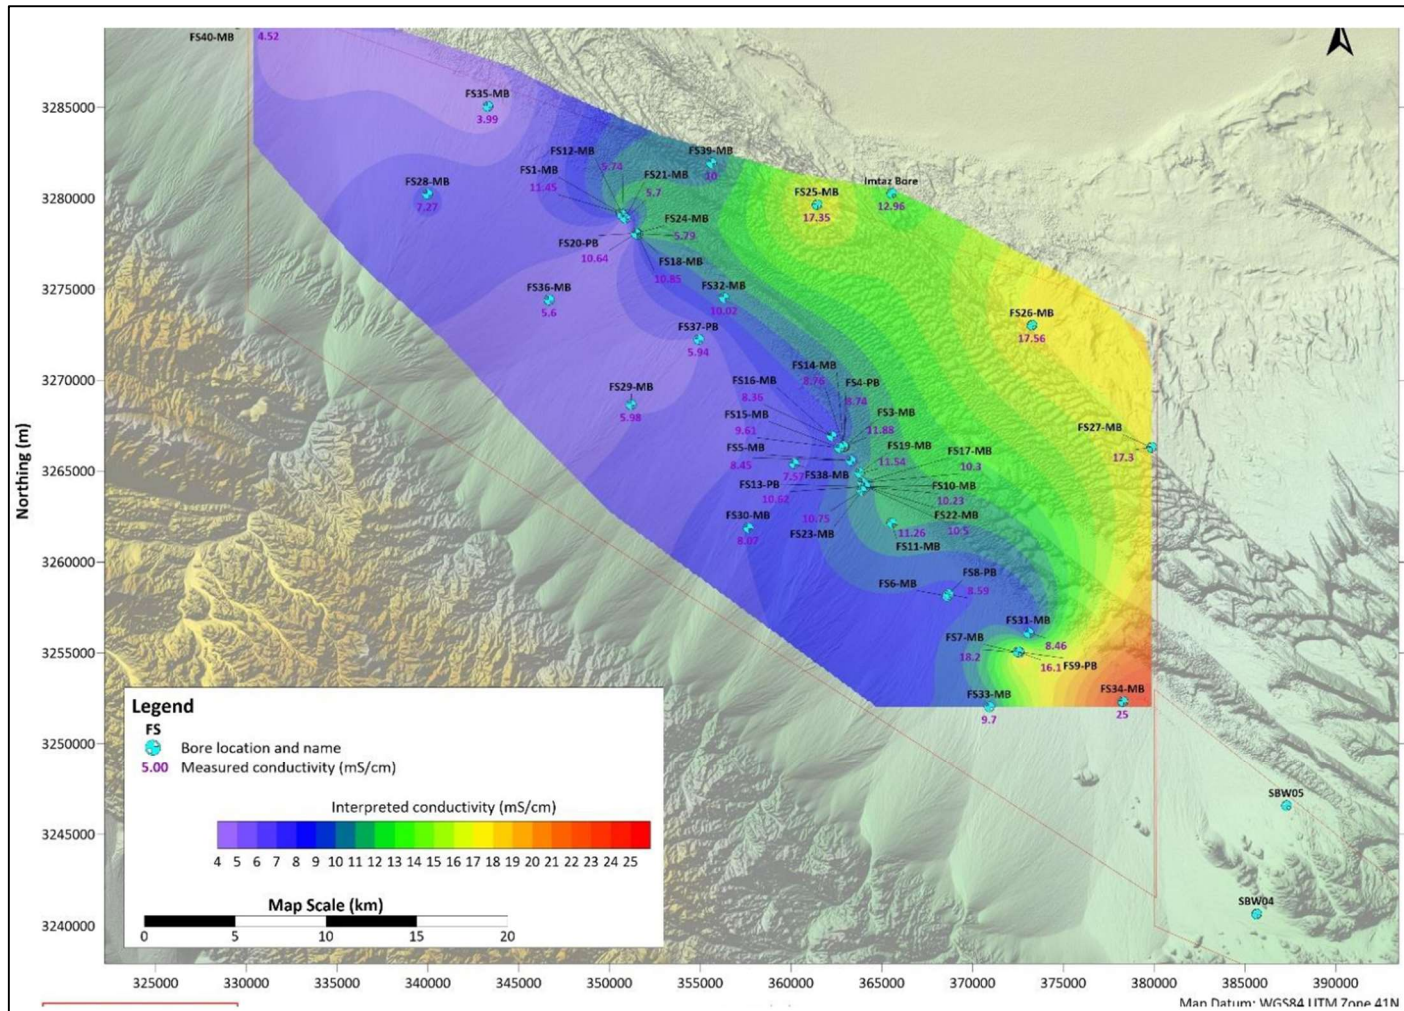 FS40-MB 4.52
3285000
FS35-MB
3.99
FS12-MB
5.74
FS39-MB
10
FS1-MB
11.45
FS21-MB
5.7
3280000
FS28-MB
7.27
FS25-MB
17.35
Imtaz Bore
12.96
FS24-MB
5.79
FS20-PB
10.64
FS18-MB
10.85
3275000
FS36-MB
5.6
FS32-MB
10.02
FS26-MB
17.56
FS37-PB
5.94
3270000
FS29-MB
5.98
FS14-MB
8.76
FS16-MB
8.36
FS4-PB
8.74
FS15-MB
9.61
FS3-MB
11.88
FS27-MB
17.3
FS5-MB
8.45
FS19-MB
11.54
FS17-MB
10.3
3265000
7.57
FS38-MB
FS13-PB
10.62
FS10-MB
10.23
FS30-MB
8.07
10.75
FS23-MB
FS22-MB
10.5
11.26
FS11-MB
3260000
FS6-MB
FS8-PB
8.59
FS31-MB
8.46
FS7-MB
18.2
16.1
FS9-PB
3255000
FS33-MB
9.7
FS34-MB
25
3250000
3245000
3240000
Northing (m)
SBW05
SBW04
Legend
FS
Bore location and name
5.00 Measured conductivity (mS/cm)
Interpreted conductivity (mS/cm)
4 5 6 7 8 9 10 11 12 13 14 15 16 17 18 19 20 21 22 23 24 25
Map Scale (km)
0 5 10 15 20
325000 330000 335000 340000 345000 350000 355000 360000 365000 370000 375000 380000 385000 390000
Map Datum: WGS84 UTM Zone 41N